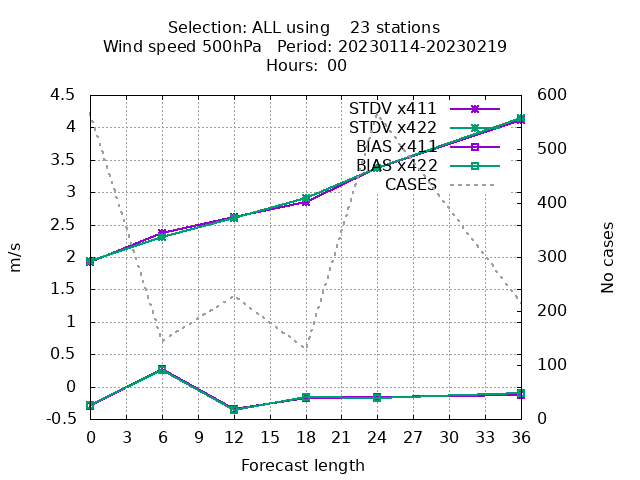 Selection: ALL using    23 stations
Wind speed 500hPa   Period: 20230114-20230219
Hours: 00
STDV x411
STDV x422
BIAS x411
BIAS x422
CASES
m/s
4.5
4
3.5
3
2.5
2
1.5
1
0.5
0
-0.5
600
500
400
300
200
100
0
No cases
0 3 6 9 12 15 18 21 24 27 30 33 36
Forecast length